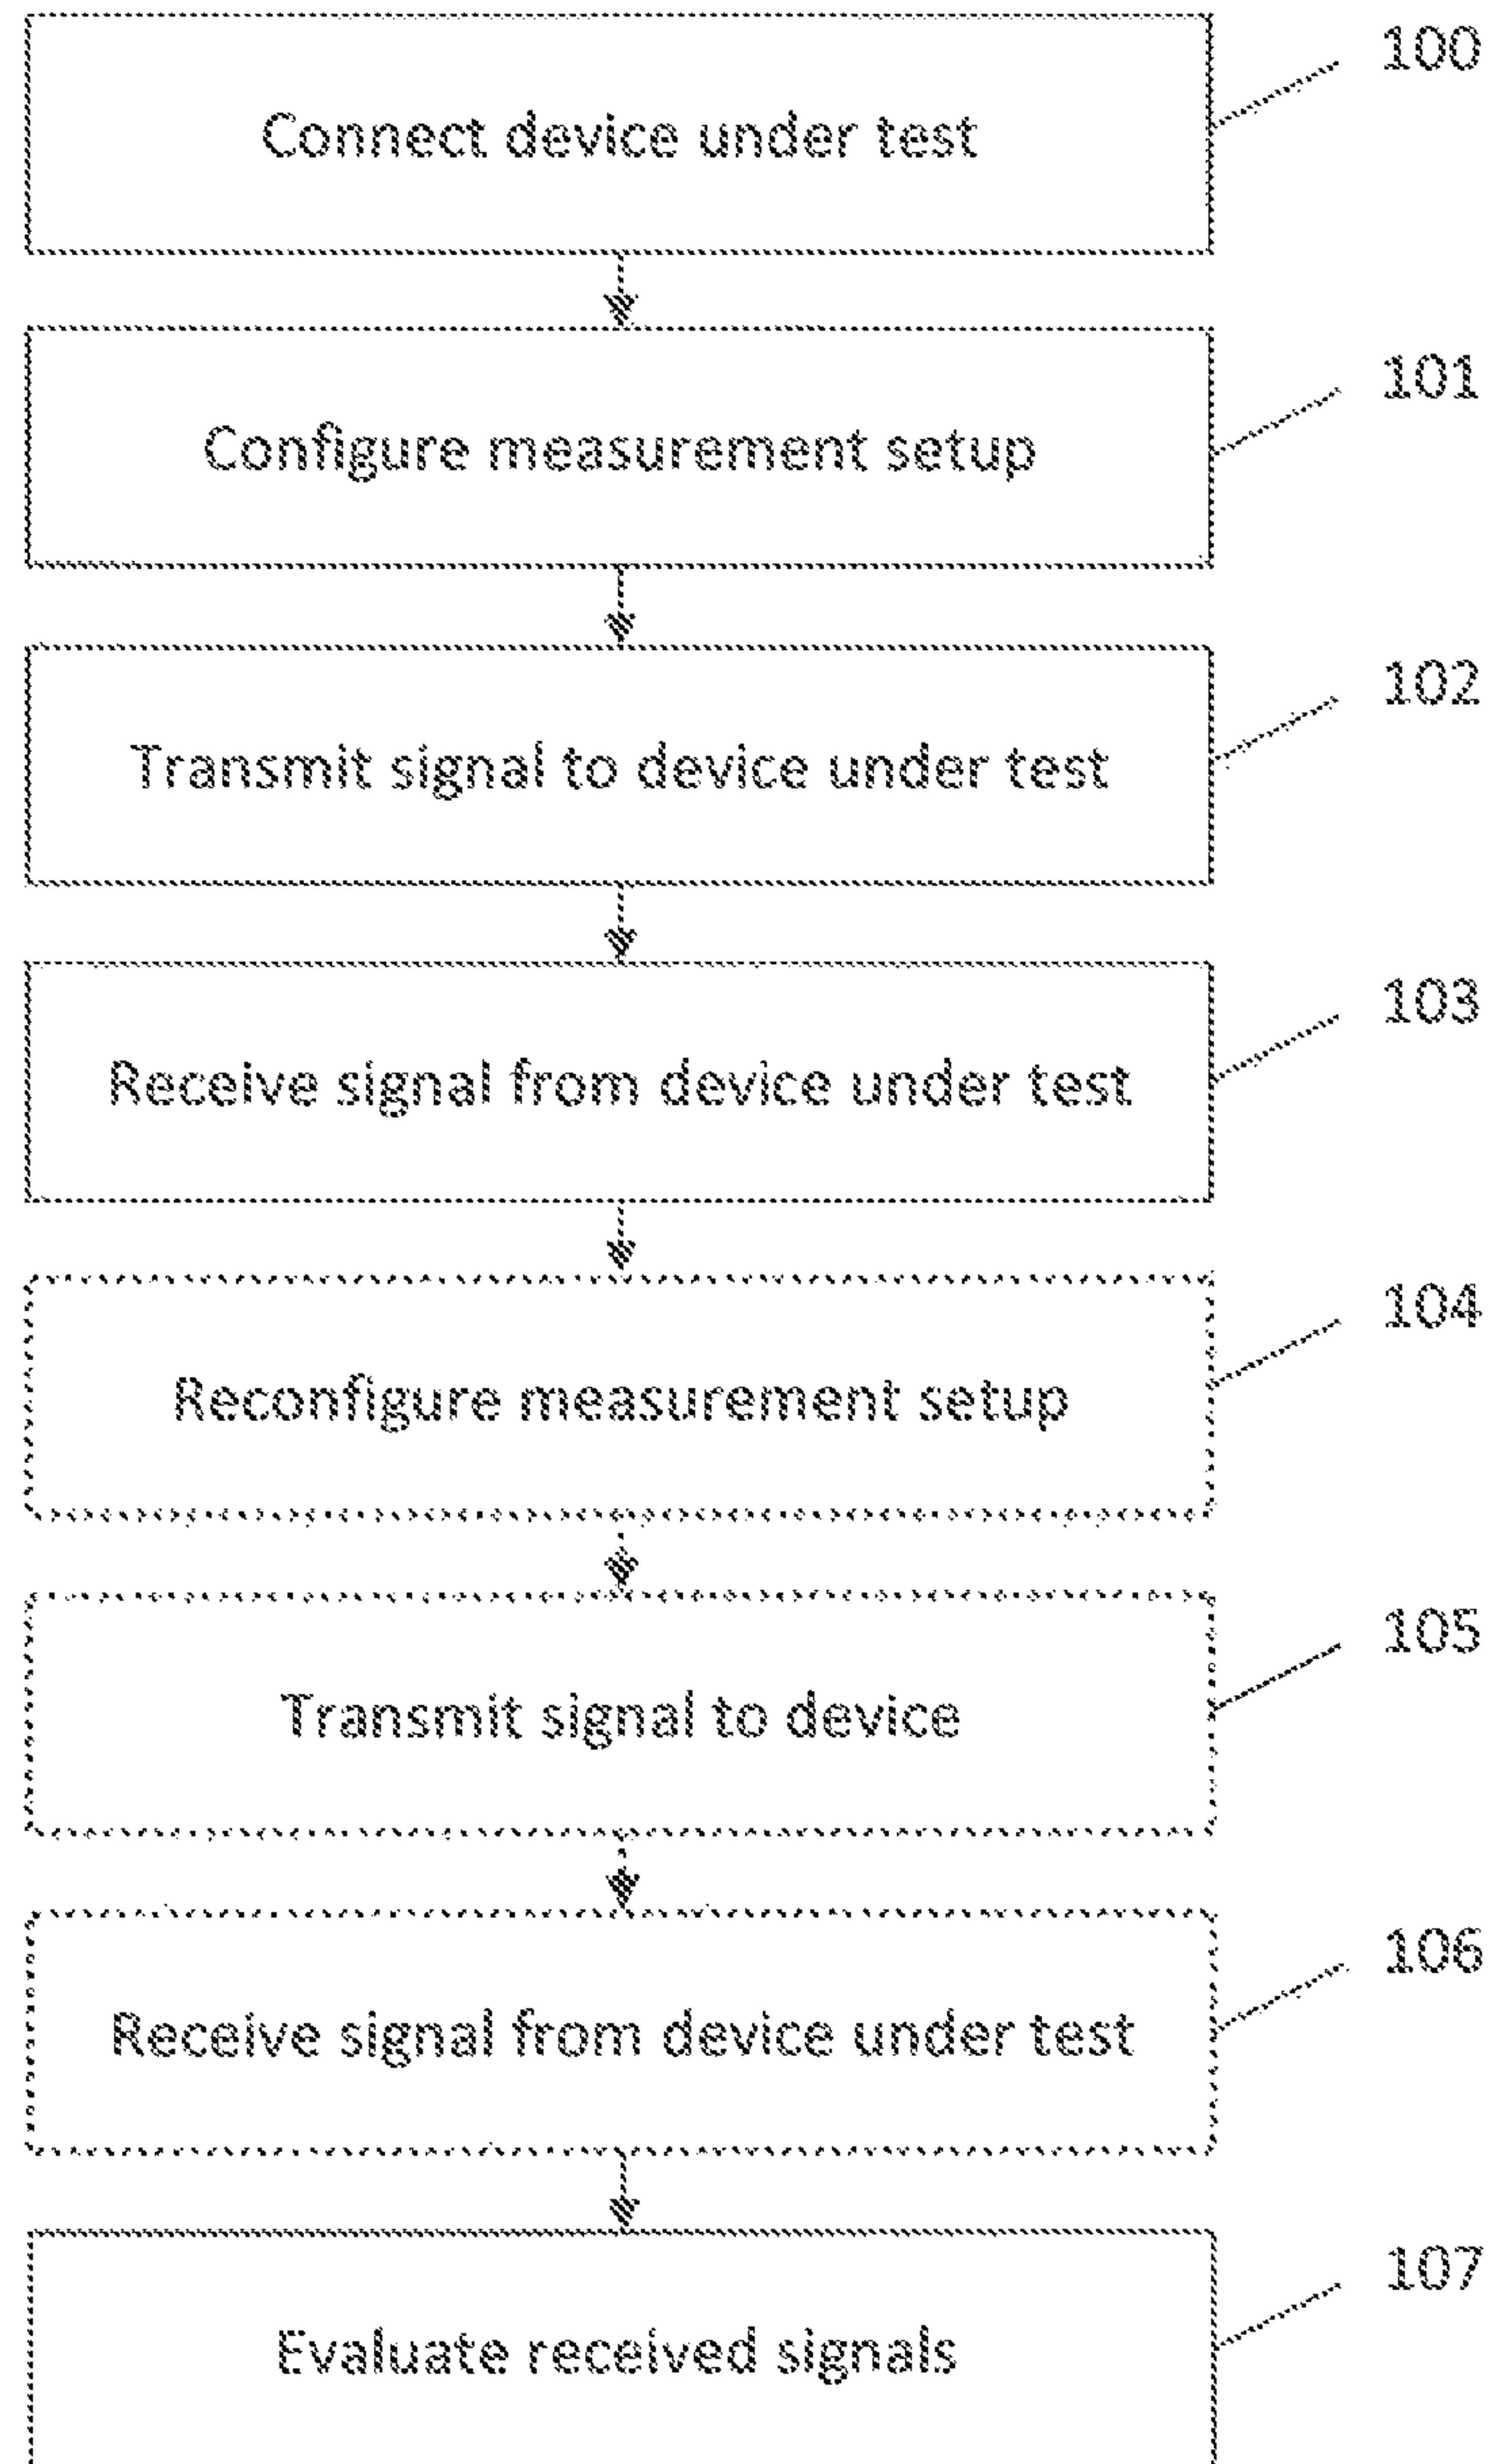 Connect device under test
100
Configure measurement setup
101
Transmit signal to device under test
102
Receive signal from device under test
103
Reconfigure measurement setup
104
Transmit signal to device
105
Receive signal from device under test
106
Evaluate received signals
107